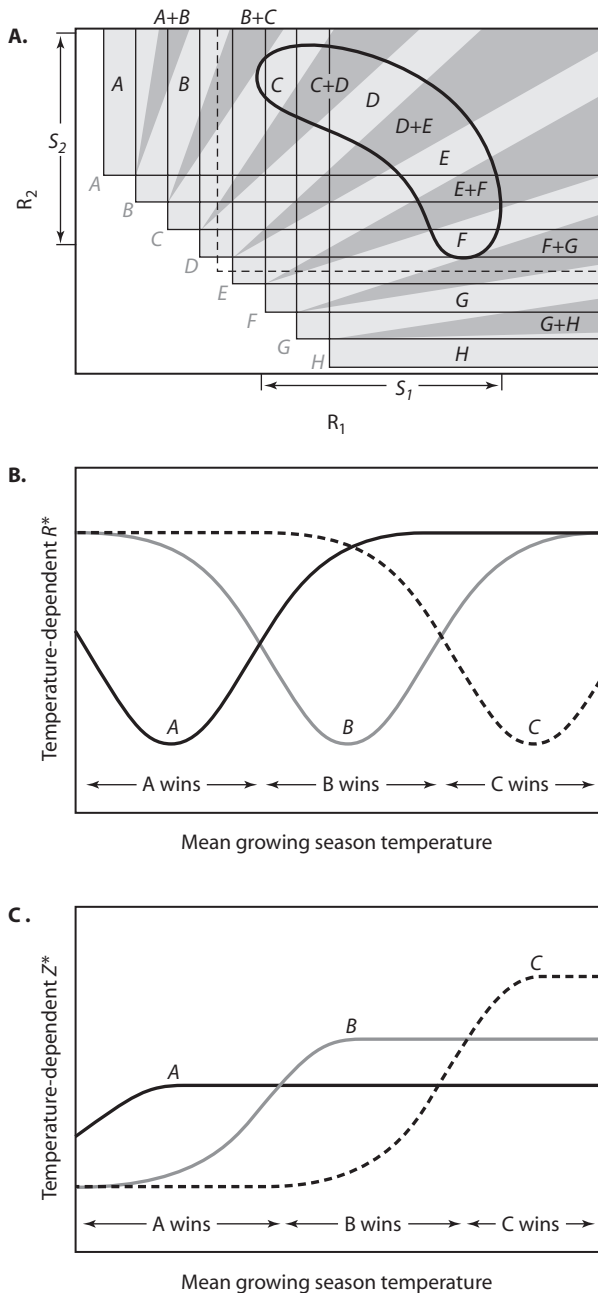 A+B B+C
A.
A B C C+D D
S2
D+E
R2
E
A
E+F
B
C
F
F+G
D
E
G
F
G+H
G
H
H
S1
R1
B.
Temperature-dependent R*
A B C
A wins B wins C wins
Mean growing season temperature
C .
Temperature-dependent Z*
C
B
A
A wins B wins C wins
Mean growing season temperature